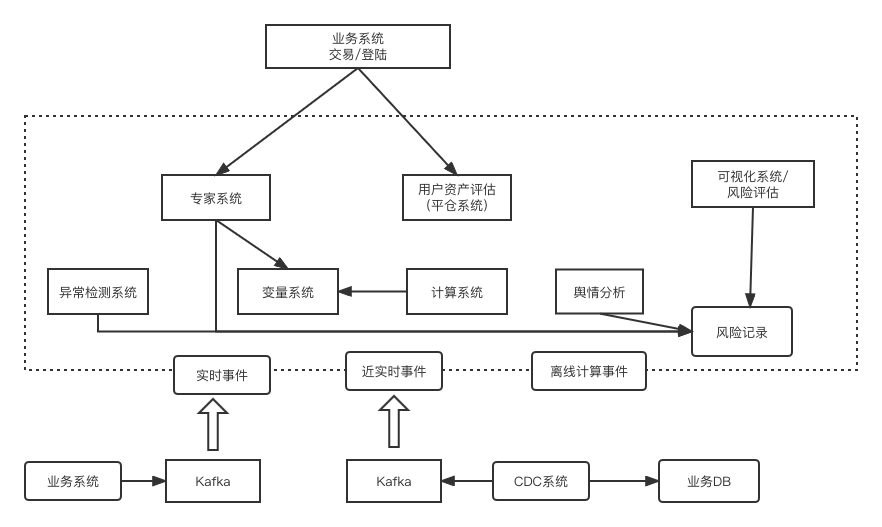 业务系统
交易/登陆
专家系统
用户资产评估
(平仓系统)
可视化系统/
风险评估
异常检测系统
变量系统
计算系统
舆情分析
风险记录
实时事件
近实时事件
离线计算事件
业务系统
Kafka
Kafka
CDC系统
业务DB